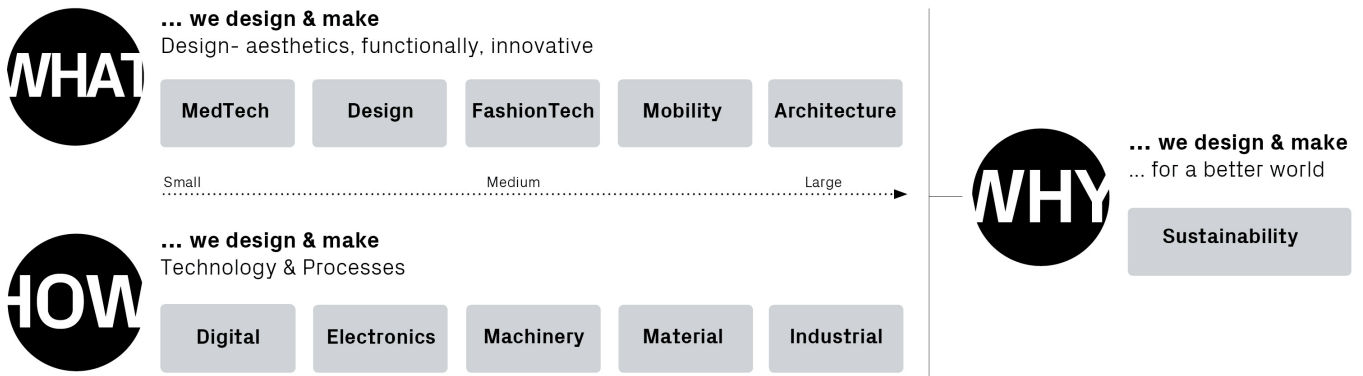 WHAT
... we design & make
Design- aesthetics, functionally, innovative
MedTech
Design
FashionTech
Mobility
Architecture
Small
Medium
Large
HOW
... we design & make
Technology & Processes
Digital
Electronics
Machinery
Material
Industrial
WHY
... we design & make
... for a better world
Sustainability